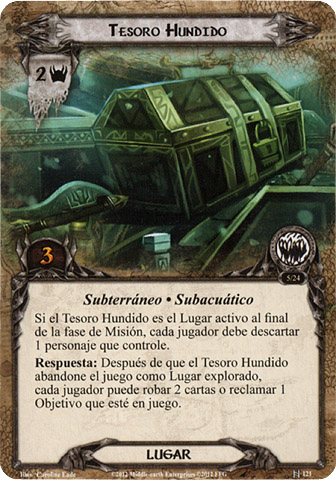 Tesoro Hundido
2
3
5/24
Subterráneo • Subacuático
Si el Tesoro Hundido es el Lugar activo al final
de la fase de Misión, cada jugador debe descartar
1 personaje que controle.
Respuesta: Después de que el Tesoro Hundido
abandone el juego como Lugar explorado,
cada jugador puede robar 2 cartas o reclamar 1
Objetivo que esté en juego.
LUGAR
©2012 Middle-earth Enterprises ©2012 FFG
121